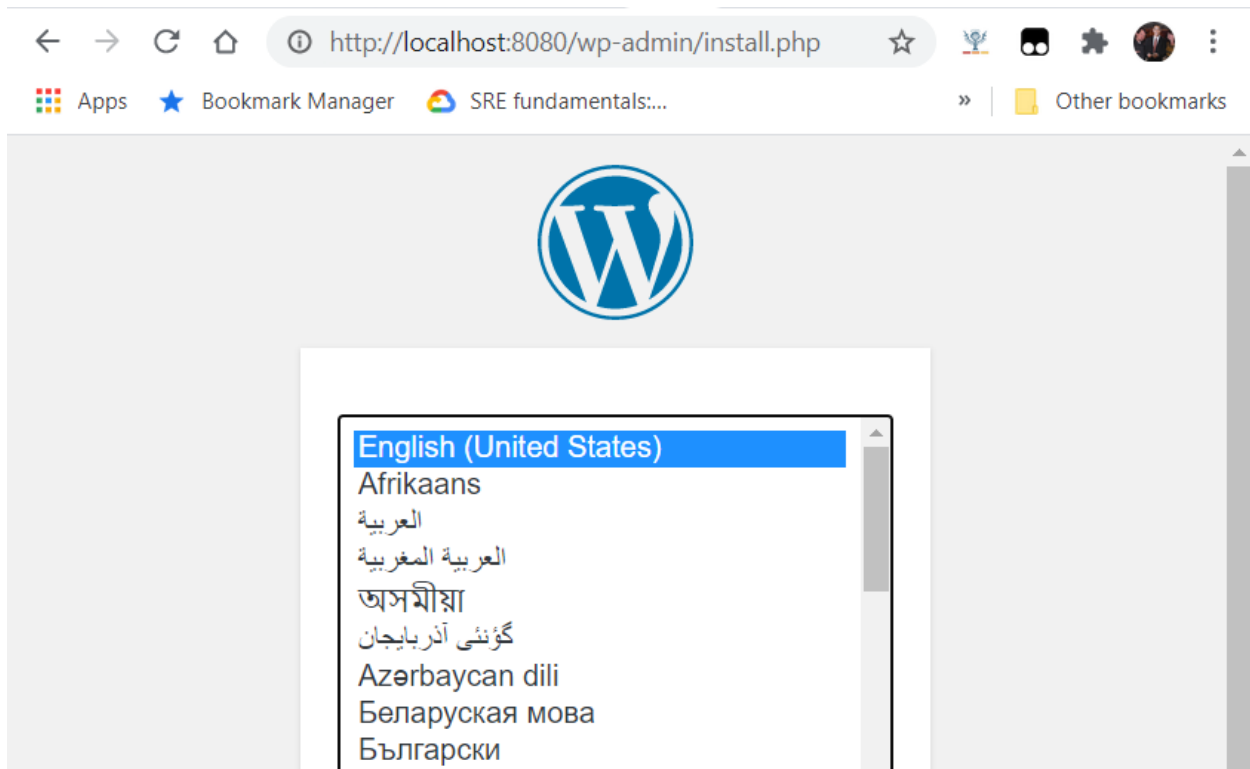 http://localhost:8080/wp-admin/install.php
Apps Bookmark Manager SRE fundamentals:... » Other bookmarks
English (United States)
Afrikaans
العربية
العربية المغربية
অসমীয়া
گؤنئی آذربایجان
Azərbaycan dili
Беларуская мова
Български